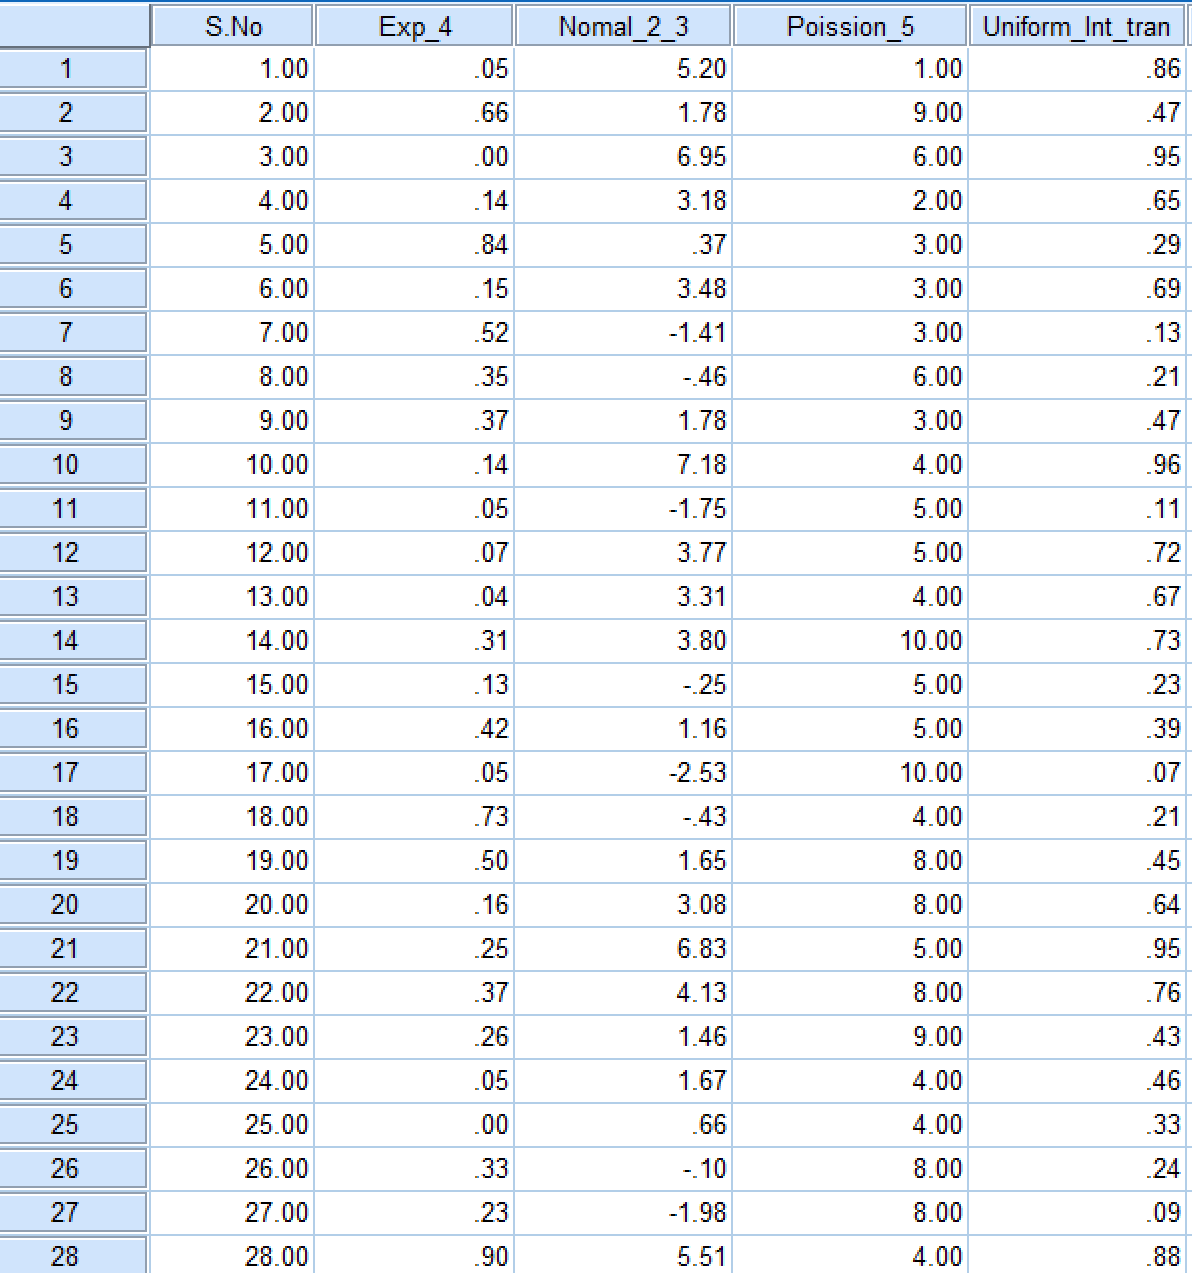 S.No Exp_4 Nomal_2_3 Poission_5 Uniform_Int_tran
1 1.00 .05 5.20 1.00 .86
2 2.00 .66 1.78 9.00 .47
3 3.00 .00 6.95 6.00 .95
4 4.00 .14 3.18 2.00 .65
5 5.00 .84 .37 3.00 .29
6 6.00 .15 3.48 3.00 .69
7 7.00 .52 -1.41 3.00 .13
8 8.00 .35 -.46 6.00 .21
9 9.00 .37 1.78 3.00 .47
10 10.00 .14 7.18 4.00 .96
11 11.00 .05 -1.75 5.00 .11
12 12.00 .07 3.77 5.00 .72
13 13.00 .04 3.31 4.00 .67
14 14.00 .31 3.80 10.00 .73
15 15.00 .13 -.25 5.00 .23
16 16.00 .42 1.16 5.00 .39
17 17.00 .05 -2.53 10.00 .07
18 18.00 .73 -.43 4.00 .21
19 19.00 .50 1.65 8.00 .45
20 20.00 .16 3.08 8.00 .64
21 21.00 .25 6.83 5.00 .95
22 22.00 .37 4.13 8.00 .76
23 23.00 .26 1.46 9.00 .43
24 24.00 .05 1.67 4.00 .46
25 25.00 .00 .66 4.00 .33
26 26.00 .33 -.10 8.00 .24
27 27.00 .23 -1.98 8.00 .09
28 28.00 .90 5.51 4.00 .88